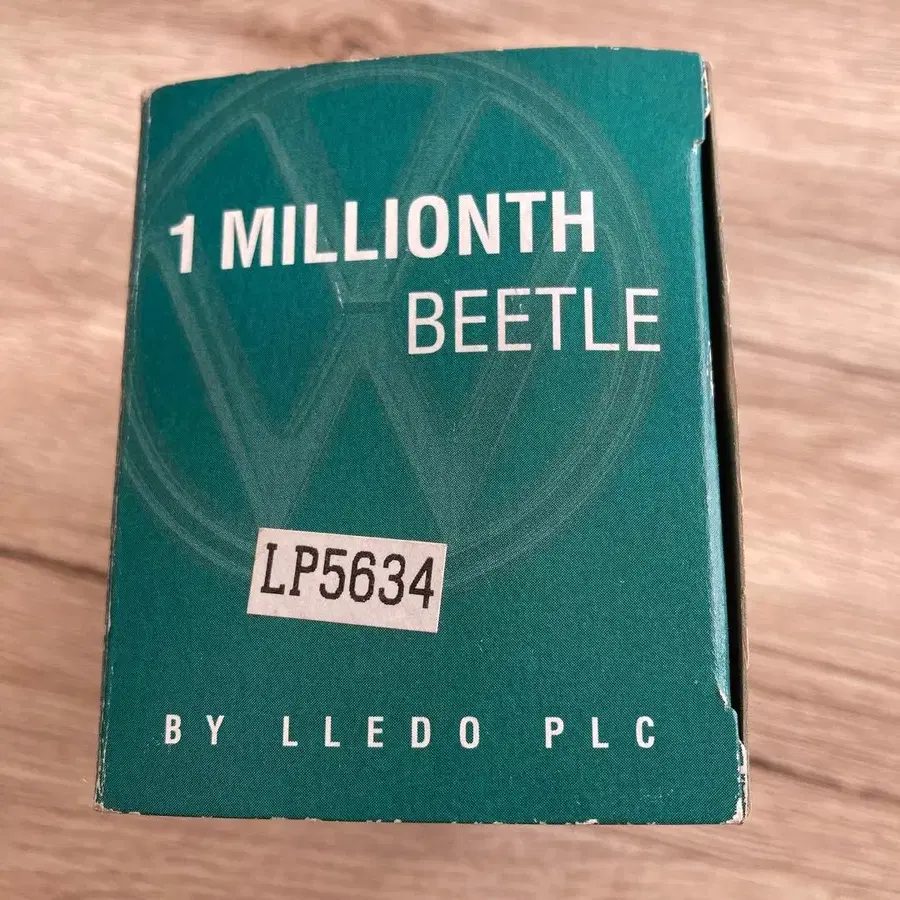 1 MILLIONTH
BEETLE
LP5634
BY LLEDO PLC